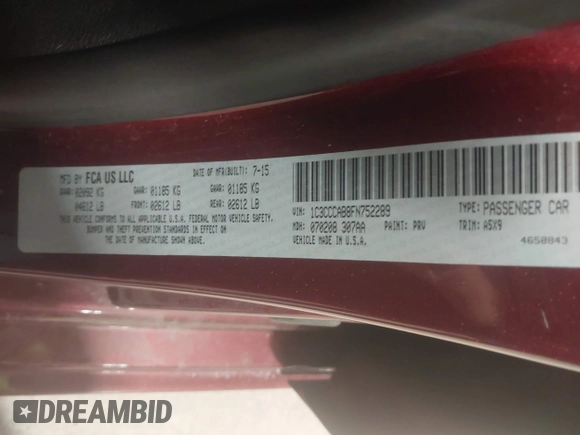 MFD BY FCA US LLC DATE OF MFR(BUILT): 7-15
GVWR: 02092 KG GAWR: 01185 KG GAWR: 01185 KG
04612 LB FRONT: 02612 LB REAR: 02612 LB
THIS VEHICLE CONFORMS TO ALL APPLICABLE U.S.A. FEDERAL MOTOR VEHICLE SAFETY,
BUMPER, AND THEFT PREVENTION STANDARDS IN EFFECT ON
THE DATE OF MANUFACTURE SHOWN ABOVE.
VIN: 1C3CCCAB8FN752289 TYPE: PASSENGER CAR
MDH: 070208 307AA PAINT: PRV TRIM: ASX9
VEHICLE MADE IN U.S.A. 4650843
DREAMBID